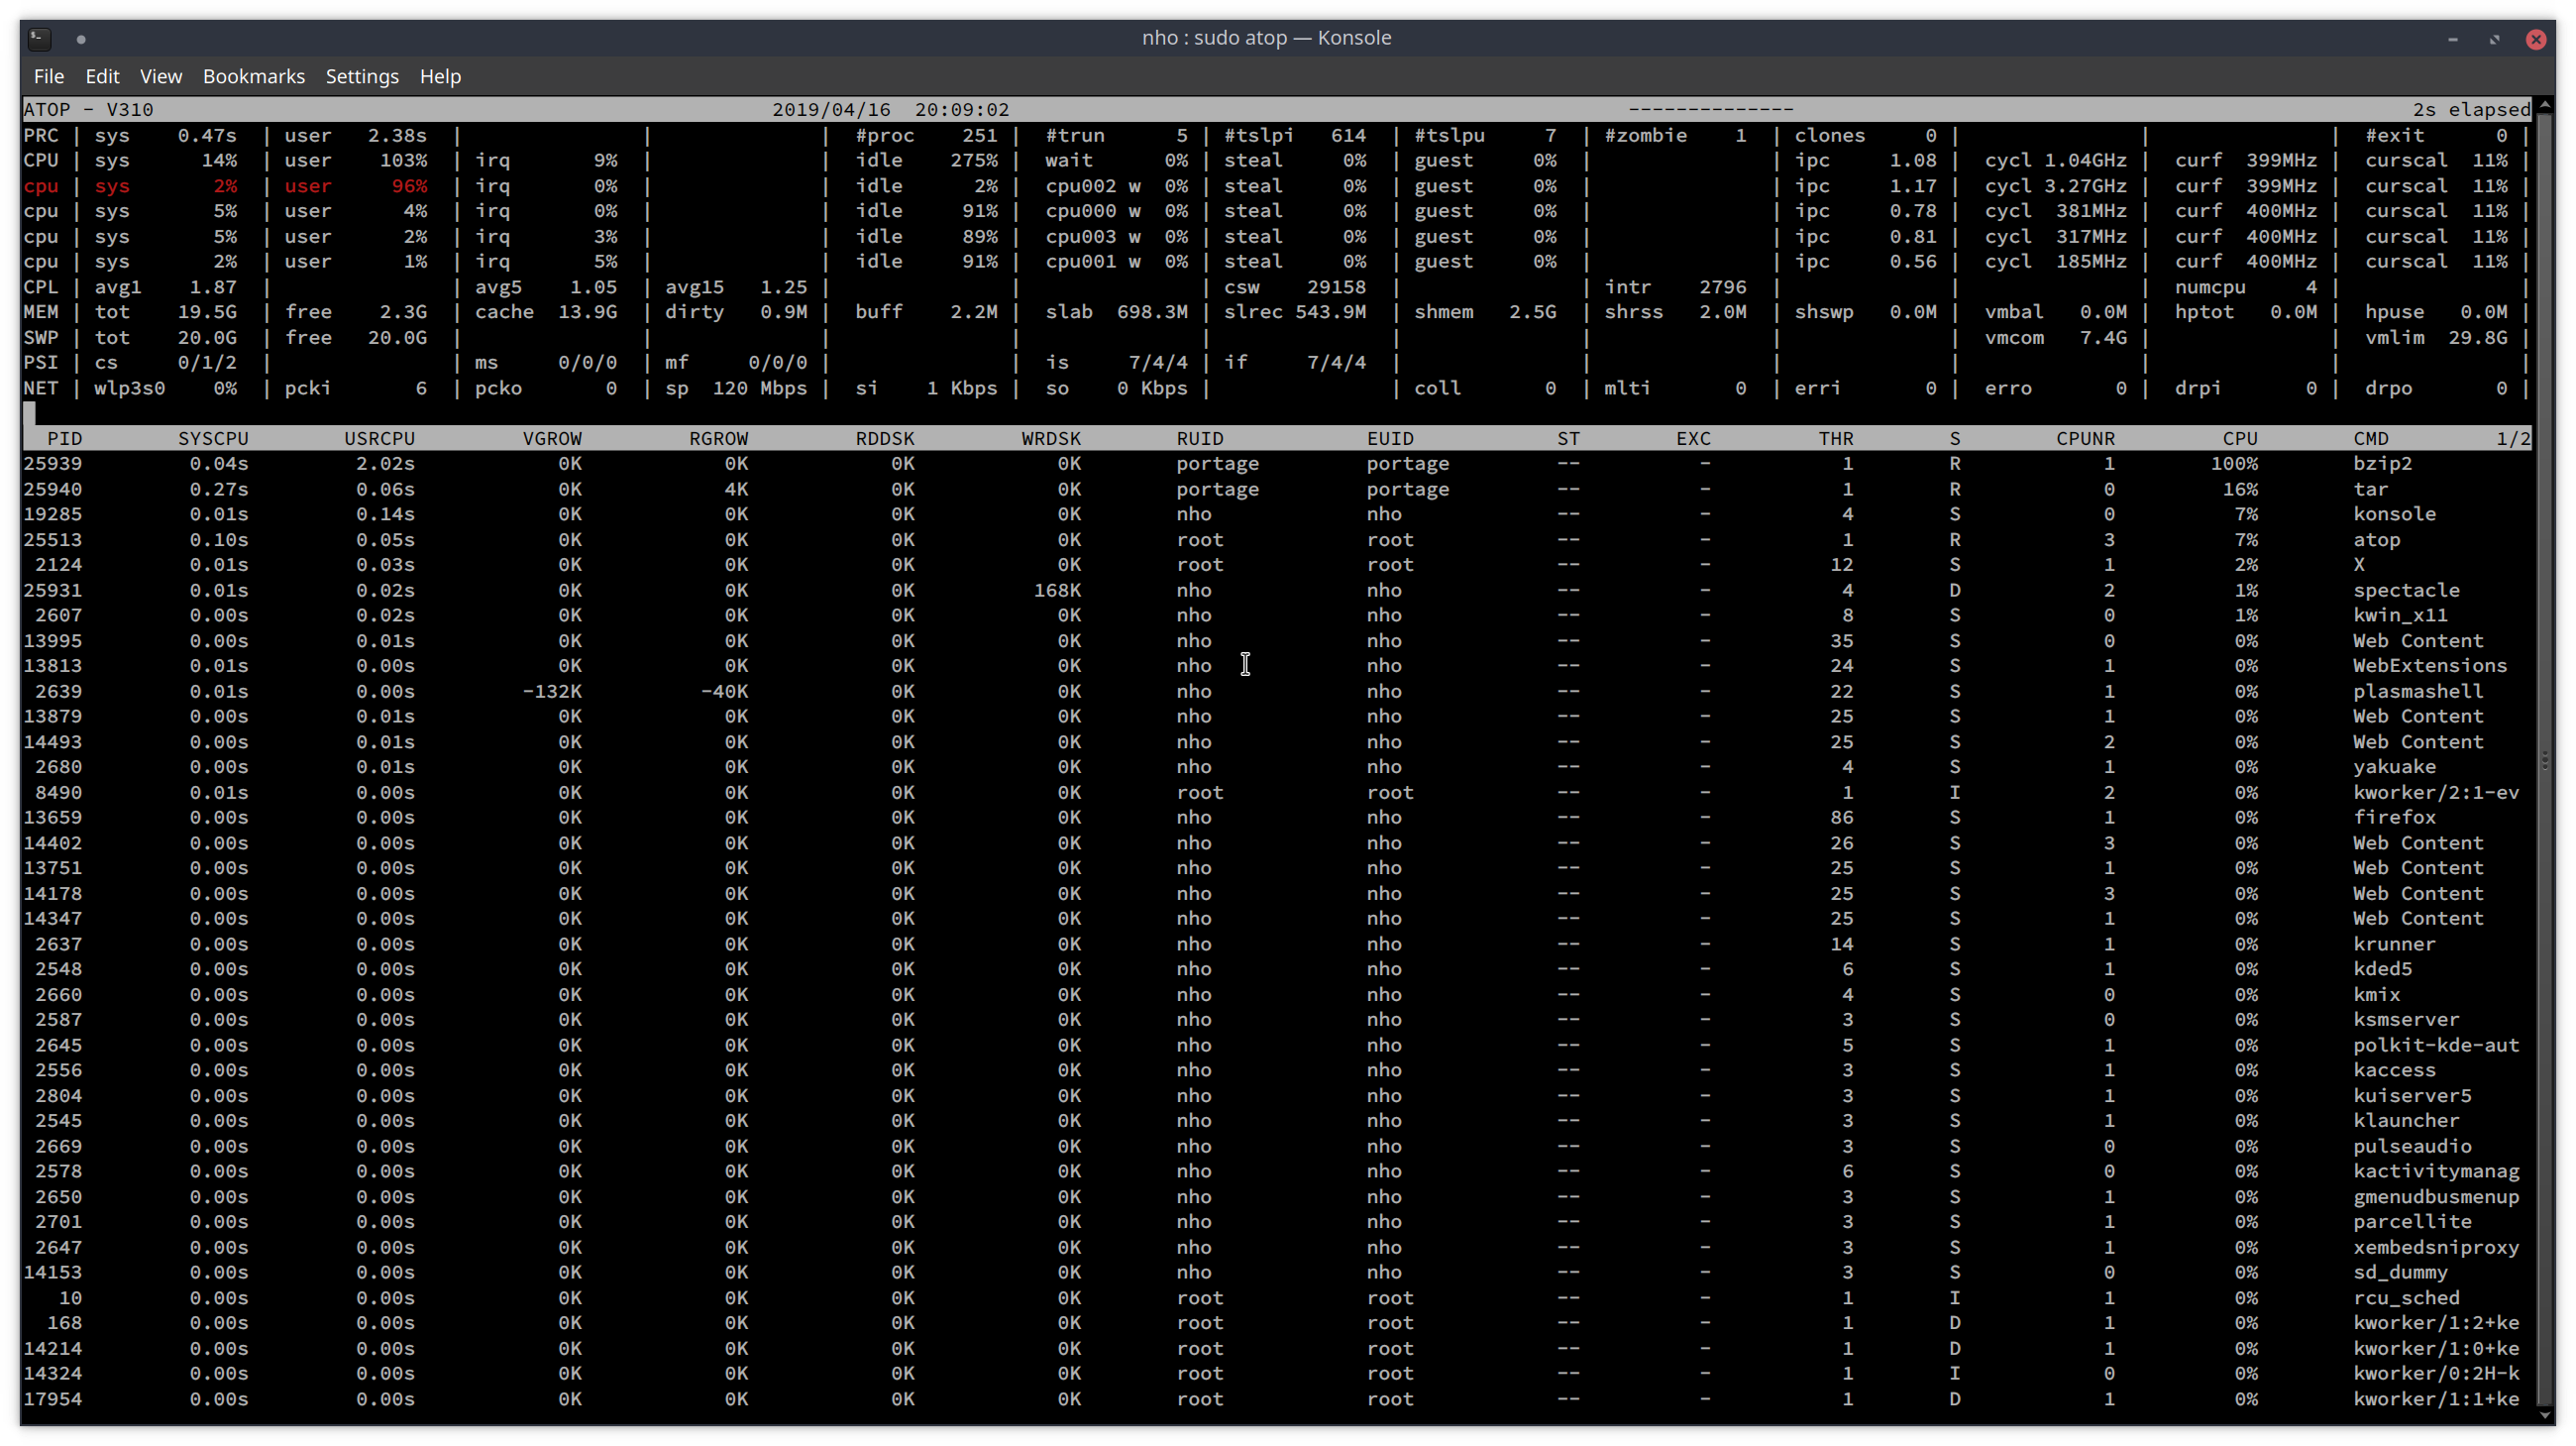 nho : sudo atop — Konsole
File Edit View Bookmarks Settings Help
ATOP - V310 2019/04/16 20:09:02 -------------- 2s elapsed
PRC | sys 0.47s | user 2.38s | | | #proc 251 | #trun 5 | #tslpi 614 | #tslpu 7 | #zombie 1 | clones 0 | | | #exit 0 |
CPU | sys 14% | user 103% | irq 9% | | idle 275% | wait 0% | steal 0% | guest 0% | | ipc 1.08 | cycl 1.04GHz | curf 399MHz | curscal 11% |
cpu | sys 2% | user 96% | irq 0% | | idle 2% | cpu002 w 0% | steal 0% | guest 0% | | ipc 1.17 | cycl 3.27GHz | curf 399MHz | curscal 11% |
cpu | sys 5% | user 4% | irq 0% | | idle 91% | cpu000 w 0% | steal 0% | guest 0% | | ipc 0.78 | cycl 381MHz | curf 400MHz | curscal 11% |
cpu | sys 5% | user 2% | irq 3% | | idle 89% | cpu003 w 0% | steal 0% | guest 0% | | ipc 0.81 | cycl 317MHz | curf 400MHz | curscal 11% |
cpu | sys 2% | user 1% | irq 5% | | idle 91% | cpu001 w 0% | steal 0% | guest 0% | | ipc 0.56 | cycl 185MHz | curf 400MHz | curscal 11% |
CPL | avg1 1.87 | | avg5 1.05 | avg15 1.25 | | | csw 29158 | | intr 2796 | | | numcpu 4 | |
MEM | tot 19.5G | free 2.3G | cache 13.9G | dirty 0.9M | buff 2.2M | slab 698.3M | slrec 543.9M | shmem 2.5G | shrss 2.0M | shswp 0.0M | vmbal 0.0M | hptot 0.0M | hpuse 0.0M |
SWP | tot 20.0G | free 20.0G | | | | | | | | | vmcom 7.4G | | vmlim 29.8G |
PSI | cs 0/1/2 | | ms 0/0/0 | mf 0/0/0 | | is 7/4/4 | if 7/4/4 | | | | | | |
NET | wlp3s0 0% | pcki 6 | pcko 0 | sp 120 Mbps | si 1 Kbps | so 0 Kbps | | coll 0 | mlti 0 | erri 0 | erro 0 | drpi 0 | drpo 0 |
PID SYSCPU USRCPU VGROW RGROW RDDSK WRDSK RUID EUID ST EXC THR S CPUNR CPU CMD 1/2
25939 0.04s 2.02s 0K 0K 0K 0K portage portage -- - 1 R 1 100% bzip2
25940 0.27s 0.06s 0K 4K 0K 0K portage portage -- - 1 R 0 16% tar
19285 0.01s 0.14s 0K 0K 0K 0K nho nho -- - 4 S 0 7% konsole
25513 0.10s 0.05s 0K 0K 0K 0K root root -- - 1 R 3 7% atop
2124 0.01s 0.03s 0K 0K 0K 0K root root -- - 12 S 1 2% X
25931 0.01s 0.02s 0K 0K 0K 168K nho nho -- - 4 D 2 1% spectacle
2607 0.00s 0.02s 0K 0K 0K 0K nho nho -- - 8 S 0 1% kwin_x11
13995 0.00s 0.01s 0K 0K 0K 0K nho nho -- - 35 S 0 0% Web Content
13813 0.01s 0.00s 0K 0K 0K 0K nho nho -- - 24 S 1 0% WebExtensions
2639 0.01s 0.00s -132K -40K 0K 0K nho nho -- - 22 S 1 0% plasmashell
13879 0.00s 0.01s 0K 0K 0K 0K nho nho -- - 25 S 1 0% Web Content
14493 0.00s 0.01s 0K 0K 0K 0K nho nho -- - 25 S 2 0% Web Content
2680 0.00s 0.01s 0K 0K 0K 0K nho nho -- - 4 S 1 0% yakuake
8490 0.01s 0.00s 0K 0K 0K 0K root root -- - 1 I 2 0% kworker/2:1-ev
13659 0.00s 0.00s 0K 0K 0K 0K nho nho -- - 86 S 1 0% firefox
14402 0.00s 0.00s 0K 0K 0K 0K nho nho -- - 26 S 3 0% Web Content
13751 0.00s 0.00s 0K 0K 0K 0K nho nho -- - 25 S 1 0% Web Content
14178 0.00s 0.00s 0K 0K 0K 0K nho nho -- - 25 S 3 0% Web Content
14347 0.00s 0.00s 0K 0K 0K 0K nho nho -- - 25 S 1 0% Web Content
2637 0.00s 0.00s 0K 0K 0K 0K nho nho -- - 14 S 1 0% krunner
2548 0.00s 0.00s 0K 0K 0K 0K nho nho -- - 6 S 1 0% kded5
2660 0.00s 0.00s 0K 0K 0K 0K nho nho -- - 4 S 0 0% kmix
2587 0.00s 0.00s 0K 0K 0K 0K nho nho -- - 3 S 0 0% ksmserver
2645 0.00s 0.00s 0K 0K 0K 0K nho nho -- - 5 S 1 0% polkit-kde-aut
2556 0.00s 0.00s 0K 0K 0K 0K nho nho -- - 3 S 1 0% kaccess
2804 0.00s 0.00s 0K 0K 0K 0K nho nho -- - 3 S 1 0% kuiserver5
2545 0.00s 0.00s 0K 0K 0K 0K nho nho -- - 3 S 1 0% klauncher
2669 0.00s 0.00s 0K 0K 0K 0K nho nho -- - 3 S 0 0% pulseaudio
2578 0.00s 0.00s 0K 0K 0K 0K nho nho -- - 6 S 0 0% kactivitymanag
2650 0.00s 0.00s 0K 0K 0K 0K nho nho -- - 3 S 1 0% gmenudbusmenup
2701 0.00s 0.00s 0K 0K 0K 0K nho nho -- - 3 S 1 0% parcellite
2647 0.00s 0.00s 0K 0K 0K 0K nho nho -- - 3 S 1 0% xembedsniproxy
14153 0.00s 0.00s 0K 0K 0K 0K nho nho -- - 3 S 0 0% sd_dummy
10 0.00s 0.00s 0K 0K 0K 0K root root -- - 1 I 1 0% rcu_sched
168 0.00s 0.00s 0K 0K 0K 0K root root -- - 1 D 1 0% kworker/1:2+ke
14214 0.00s 0.00s 0K 0K 0K 0K root root -- - 1 D 1 0% kworker/1:0+ke
14324 0.00s 0.00s 0K 0K 0K 0K root root -- - 1 I 0 0% kworker/0:2H-k
17954 0.00s 0.00s 0K 0K 0K 0K root root -- - 1 D 1 0% kworker/1:1+ke